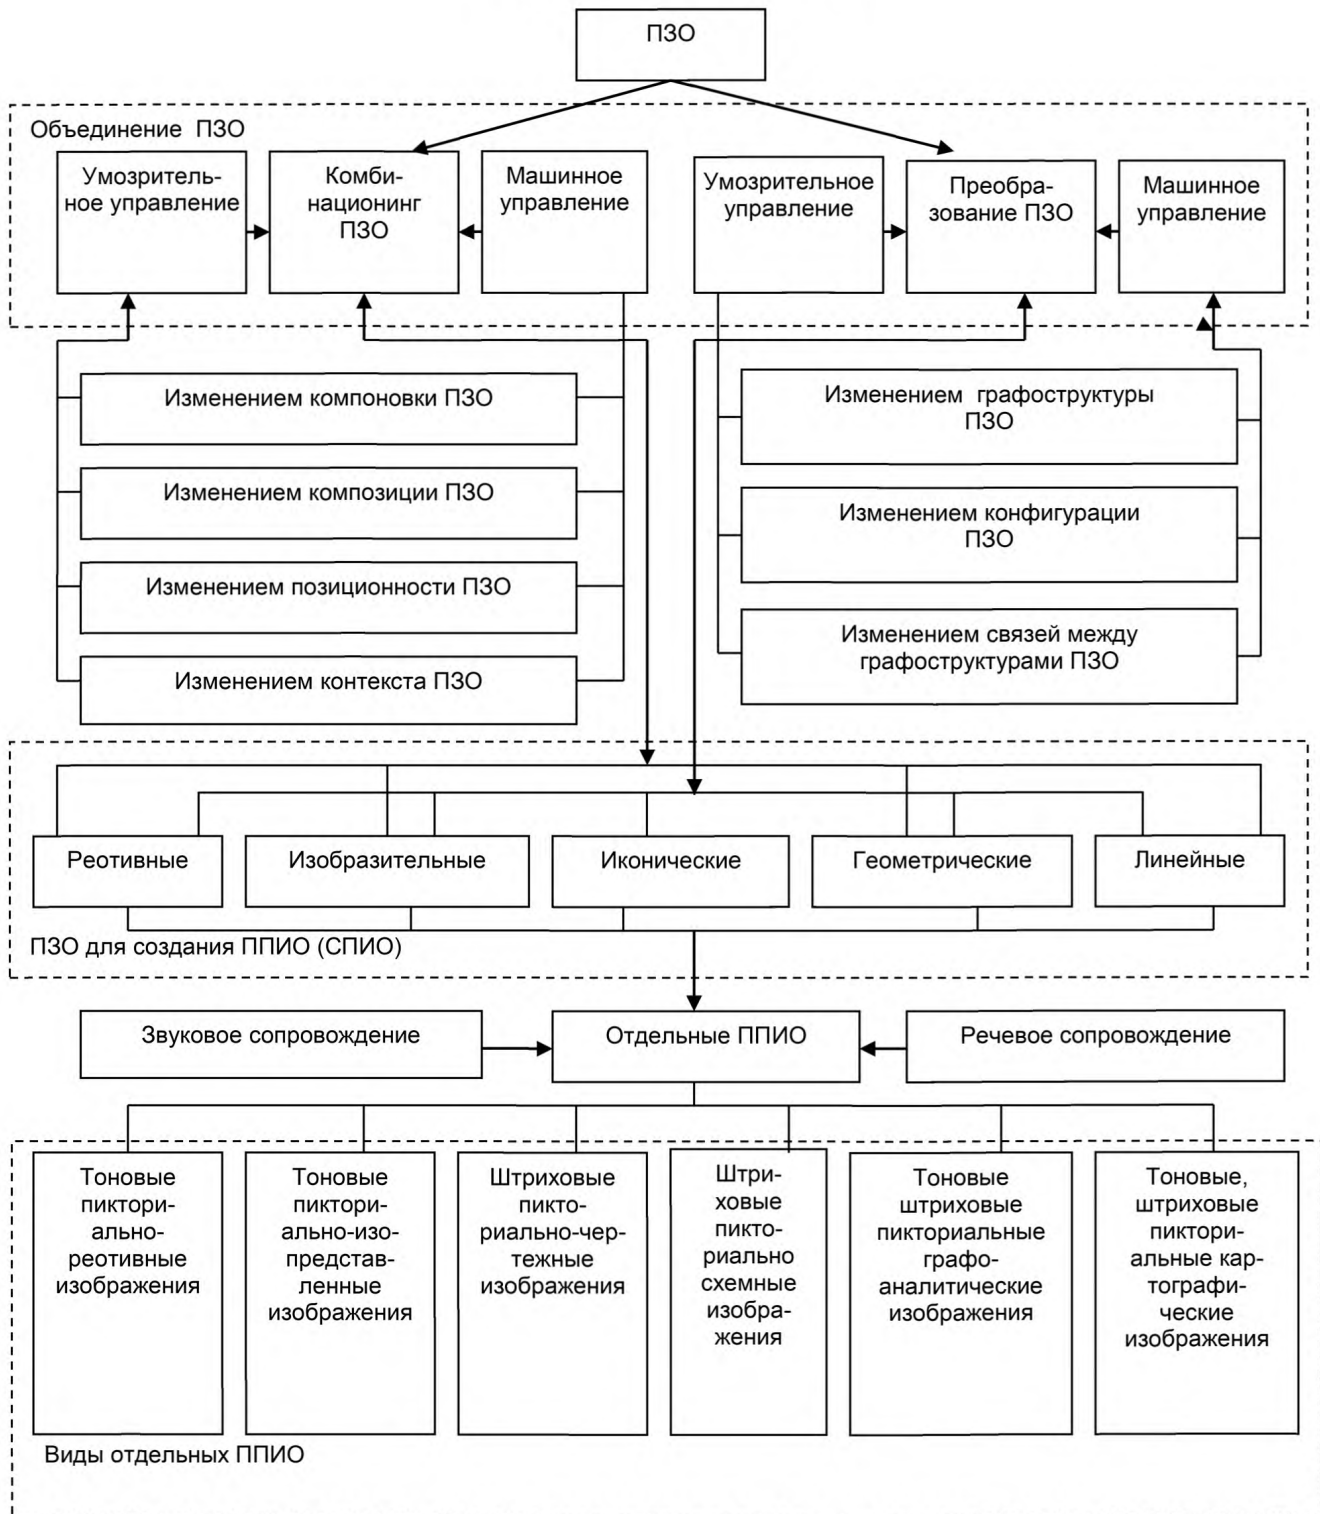 ПЗО
Объединение ПЗО
Умозритель-
ное управление
Комби-
национинг
ПЗО
Машинное
управление
Умозрительное
управление
Преобра-
зование ПЗО
Машинное
управление
Изменением компоновки ПЗО
Изменением композиции ПЗО
Изменением позиционности ПЗО
Изменением контекста ПЗО
Изменением графоструктуры
ПЗО
Изменением конфигурации
ПЗО
Изменением связей между
графоструктурами ПЗО
Реотивные
Изобразительные
Иконические
Геометрические
Линейные
ПЗО для создания ППИО (СПИО)
Звуковое сопровождение
Отдельные ППИО
Речевое сопровождение
Тоновые
пиктори-
ально-
реотивные
изображения
Тоновые
пиктори-
ально-изо-
представ-
ленные
изображения
Штриховые
пикто-
риально-чер-
тежные
изображения
Штри-
ховые
пикто-
риально
схемные
изобра-
жения
Тоновые
штриховые
пикториальные
графо-
аналитические
изображения
Тоновые,
штриховые
пиктори-
альные кар-
тографи-
ческие
изображения
Виды отдельных ППИО